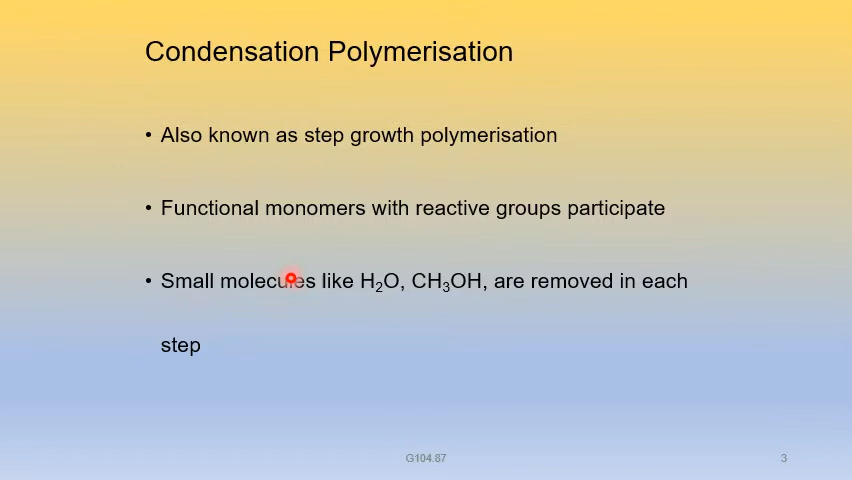 Condensation Polymerisation
• Also known as step growth polymerisation
• Functional monomers with reactive groups participate
• Small molecules like H₂O, CH₃OH, are removed in each
step
G104.87
3